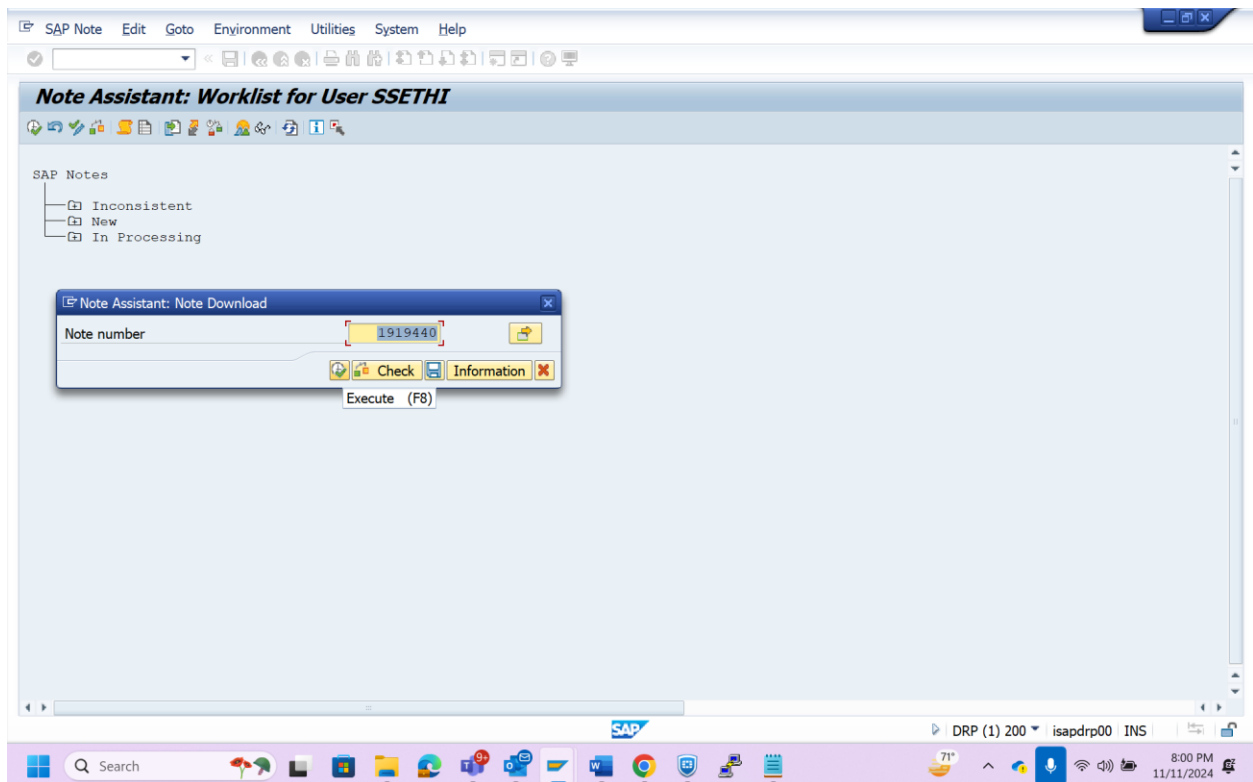 SAP Note Edit Goto Environment Utilities System Help
Note Assistant: Worklist for User SSETHI
SAP Notes
Inconsistent
New
In Processing
Note Assistant: Note Download
Note number 1919440
Check Information
Execute (F8)
SAP DRP (1) 200 isapdrp00 INS
Search 9+ 71° 8:00 PM
11/11/2024